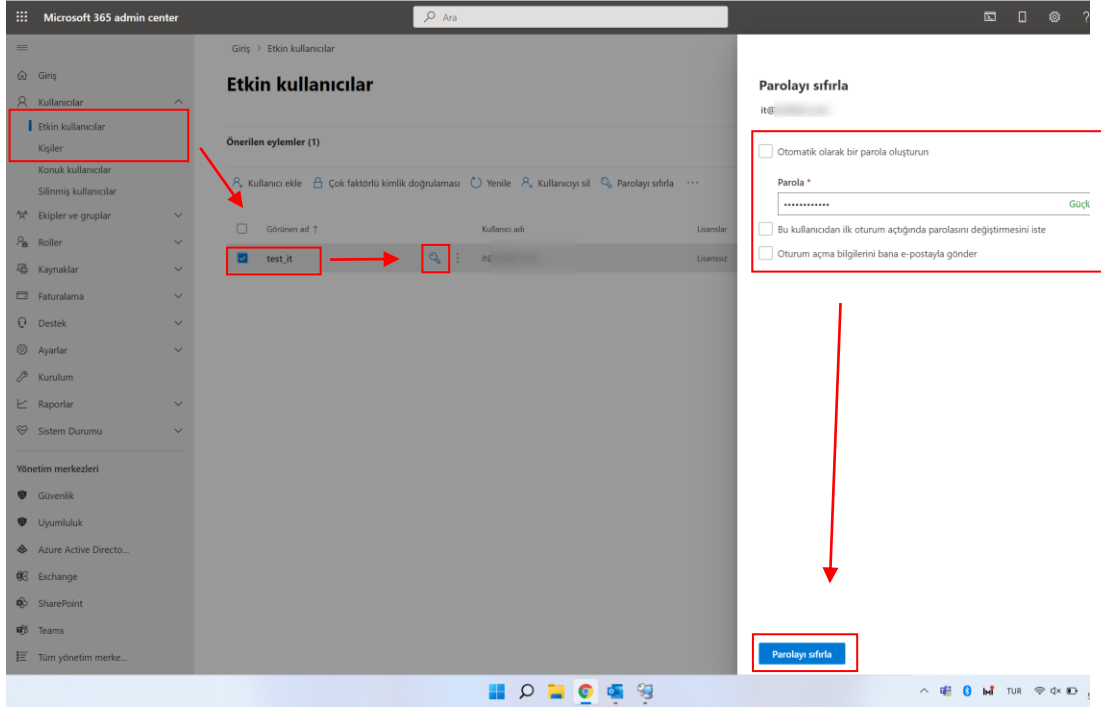 Microsoft 365 admin center
Ara
?
Giriş
Kullanıcılar
Etkin kullanıcılar
Kişiler
Konuk kullanıcılar
Silinmiş kullanıcılar
Ekipler ve gruplar
Roller
Kaynaklar
Faturalama
Destek
Ayarlar
Kurulum
Raporlar
Sistem Durumu
Yönetim merkezleri
Güvenlik
Uyumluluk
Azure Active Directo...
Exchange
SharePoint
Teams
Tüm yönetim merke...
Giriş > Etkin kullanıcılar
Etkin kullanıcılar
Önerilen eylemler (1)
Kullanıcı ekle Çok faktörlü kimlik doğrulaması Yenile Kullanıcıyı sil Parolayı sıfırla ...
Görünen ad ↑ Kullanıcı adı Lisanslar
test_it Lisanssız
Parolayı sıfırla
it@
Otomatik olarak bir parola oluşturun
Parola *
•••••••••••• Güçlü
Bu kullanıcıdan ilk oturum açtığında parolasını değiştirmesini iste
Oturum açma bilgilerini bana e-postayla gönder
Parolayı sıfırla
TUR